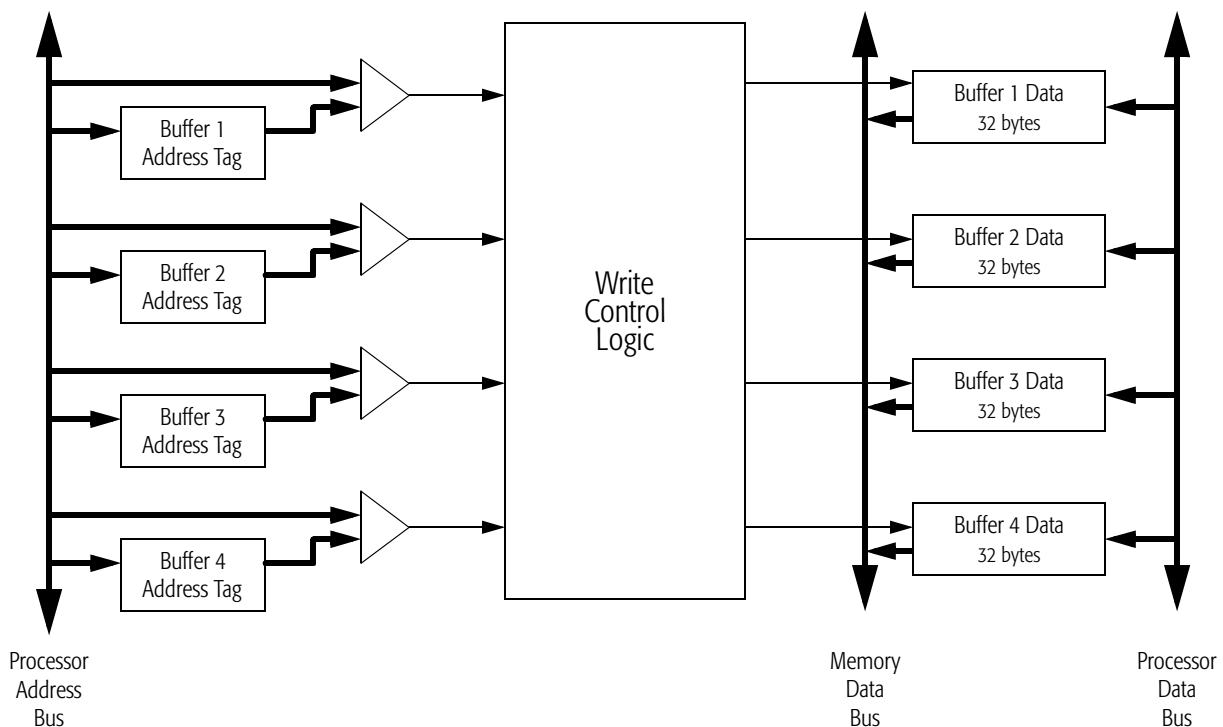 Buffer 1
Address Tag
Buffer 2
Address Tag
Buffer 3
Address Tag
Buffer 4
Address Tag
Write
Control
Logic
Buffer 1 Data
32 bytes
Buffer 2 Data
32 bytes
Buffer 3 Data
32 bytes
Buffer 4 Data
32 bytes
Processor
Address
Bus
Memory
Data
Bus
Processor
Data
Bus